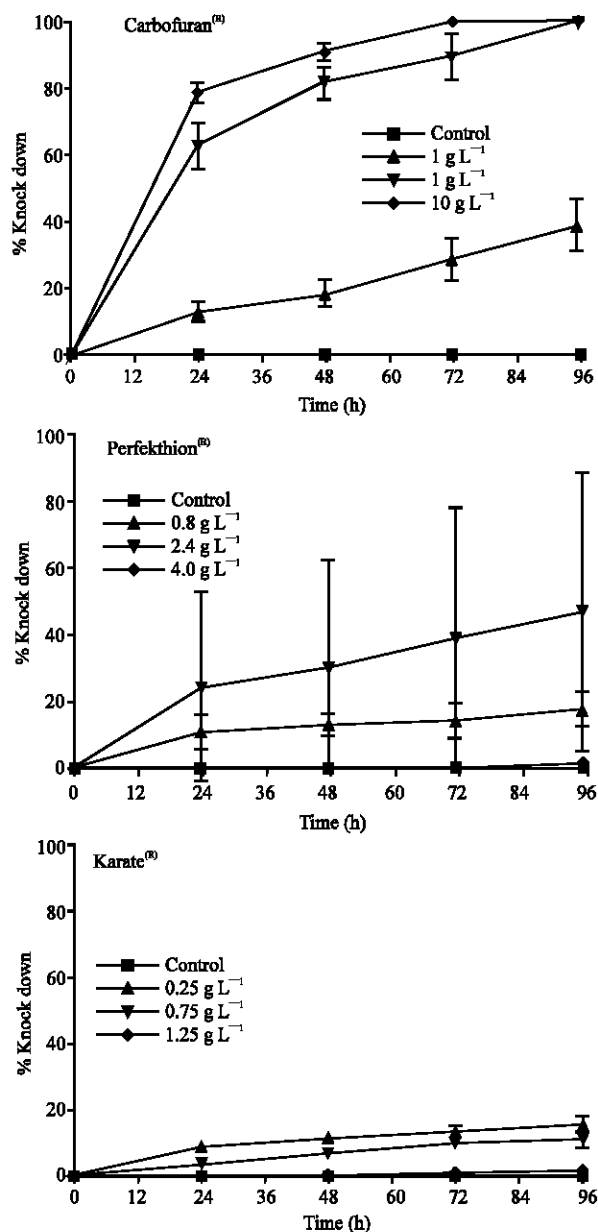 Carbofuran(R)
100
80
60
40
20
0
% Knock down
Control
1 g L⁻¹
1 g L⁻¹
10 g L⁻¹
0 12 24 36 48 60 72 84 96
Time (h)
Perfekthion(R)
100
80
60
40
20
0
% Knock down
Control
0.8 g L⁻¹
2.4 g L⁻¹
4.0 g L⁻¹
0 12 24 36 48 60 72 84 96
Time (h)
Karate(R)
100
80
60
40
20
0
% Knock down
Control
0.25 g L⁻¹
0.75 g L⁻¹
1.25 g L⁻¹
0 12 24 36 48 60 72 84 96
Time (h)